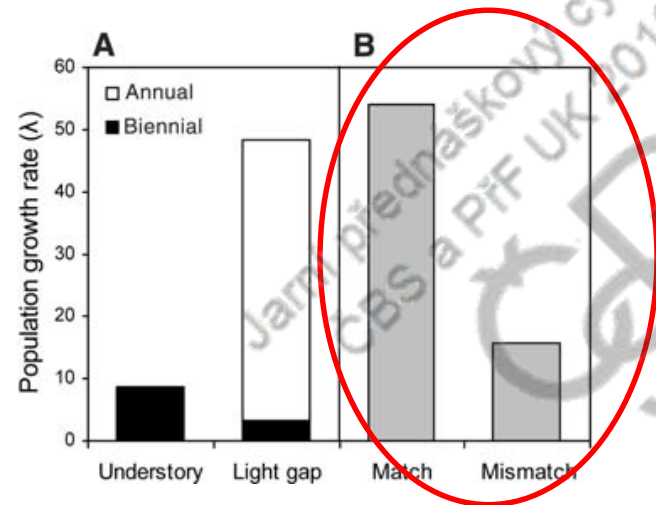 A
B
60
50
40
30
20
10
0
Population growth rate (λ)
Annual
Biennial
Understory
Light gap
Match
Mismatch
Jarní přednáškový cy
ČBS a PřF UK 201